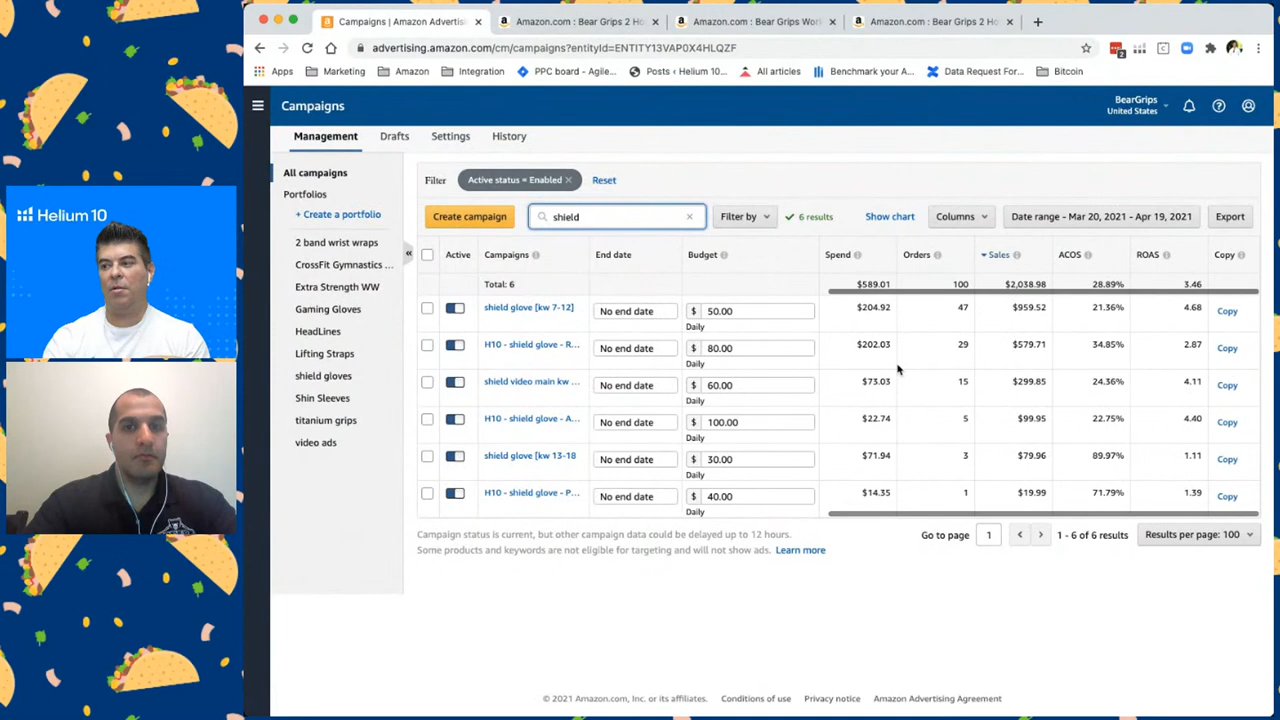 Campaigns | Amazon Advertisi
Amazon.com : Bear Grips 2 Ho
Amazon.com : Bear Grips Wor
Amazon.com : Bear Grips 2 Ho
advertising.amazon.com/cm/campaigns?entityId=ENTITY13VAP0X4HLQZF
2
Apps
Marketing
Amazon
Integration
PPC board - Agile...
Posts ‹ Helium 10...
All articles
Benchmark your A...
Data Request For...
Bitcoin
Campaigns
BearGrips
United States
Management
Drafts
Settings
History
All campaigns
Portfolios
+ Create a portfolio
2 band wrist wraps
CrossFit Gymnastics ...
Extra Strength WW
Gaming Gloves
HeadLines
Lifting Straps
shield gloves
Shin Sleeves
titanium grips
video ads
«
Filter
Active status = Enabled
Reset
Create campaign
shield
Filter by
6 results
Show chart
Columns
Date range - Mar 20, 2021 - Apr 19, 2021
Export
Active Campaigns End date Budget Spend Orders Sales ACOS ROAS Copy
Total: 6 $589.01 100 $2,038.98 28.89% 3.46
shield glove [kw 7-12] No end date $ 50.00 $204.92 47 $959.52 21.36% 4.68 Copy
Daily
H10 - shield glove - R... No end date $ 80.00 $202.03 29 $579.71 34.85% 2.87 Copy
Daily
shield video main kw ... No end date $ 60.00 $73.03 15 $299.85 24.36% 4.11 Copy
Daily
H10 - shield glove - A... No end date $ 100.00 $22.74 5 $99.95 22.75% 4.40 Copy
Daily
shield glove [kw 13-18 No end date $ 30.00 $71.94 3 $79.96 89.97% 1.11 Copy
Daily
H10 - shield glove - P... No end date $ 40.00 $14.35 1 $19.99 71.79% 1.39 Copy
Daily
Campaign status is current, but other campaign data could be delayed up to 12 hours.
Some products and keywords are not eligible for targeting and will not show ads. Learn more
Go to page 1
1 - 6 of 6 results
Results per page: 100
© 2021 Amazon.com, Inc. or its affiliates.
Conditions of use
Privacy notice
Amazon Advertising Agreement
Helium 10